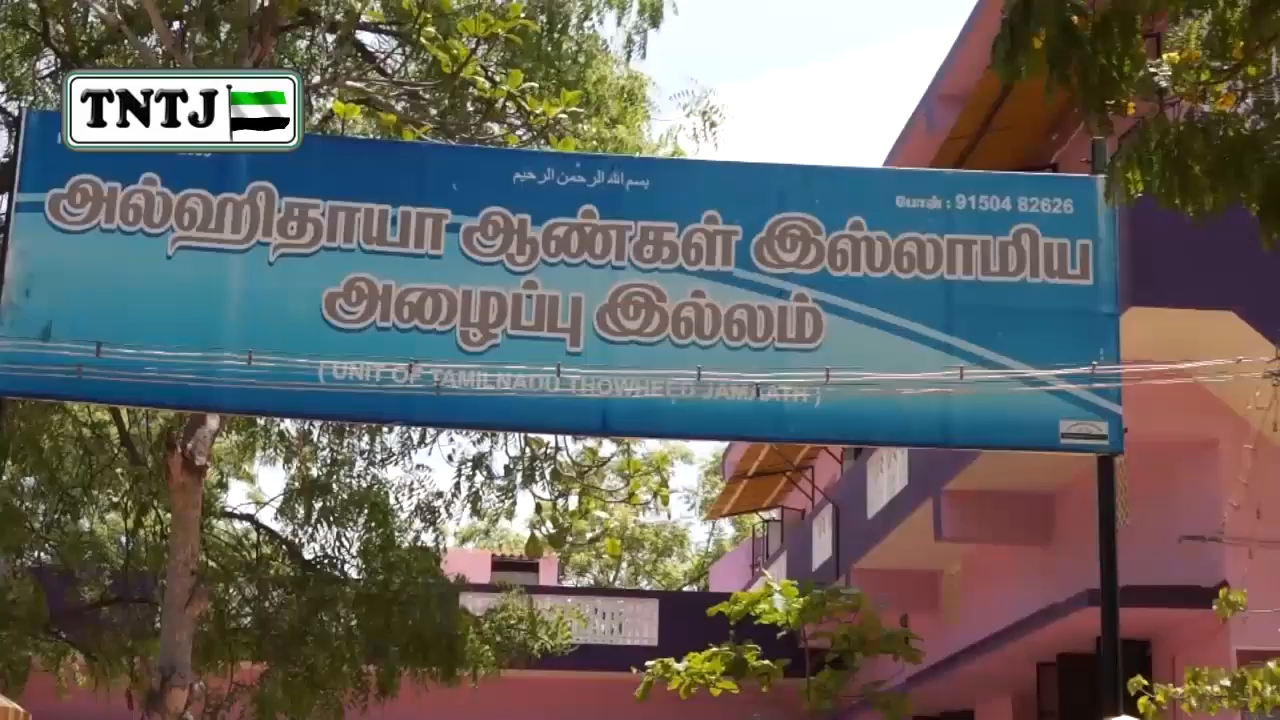 TNTJ
بسم الله الرحمن الرحيم
போன் : 91504 82626
அல்ஹிதாயா ஆண்கள் இஸ்லாமிய
அழைப்பு இல்லம்
( UNIT OF TAMILNADU THOWHEED JAMAATH )